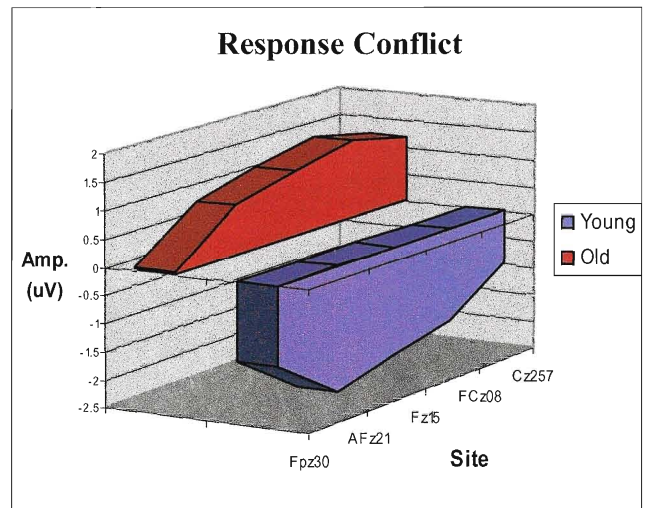 Response Conflict
2
1.5
1
0.5
0
-0.5
-1
-1.5
-2
-2.5
Amp.
(uV)
Fpz30
AFz21
Fz15
FCz08
Cz257
Site
Young
Old